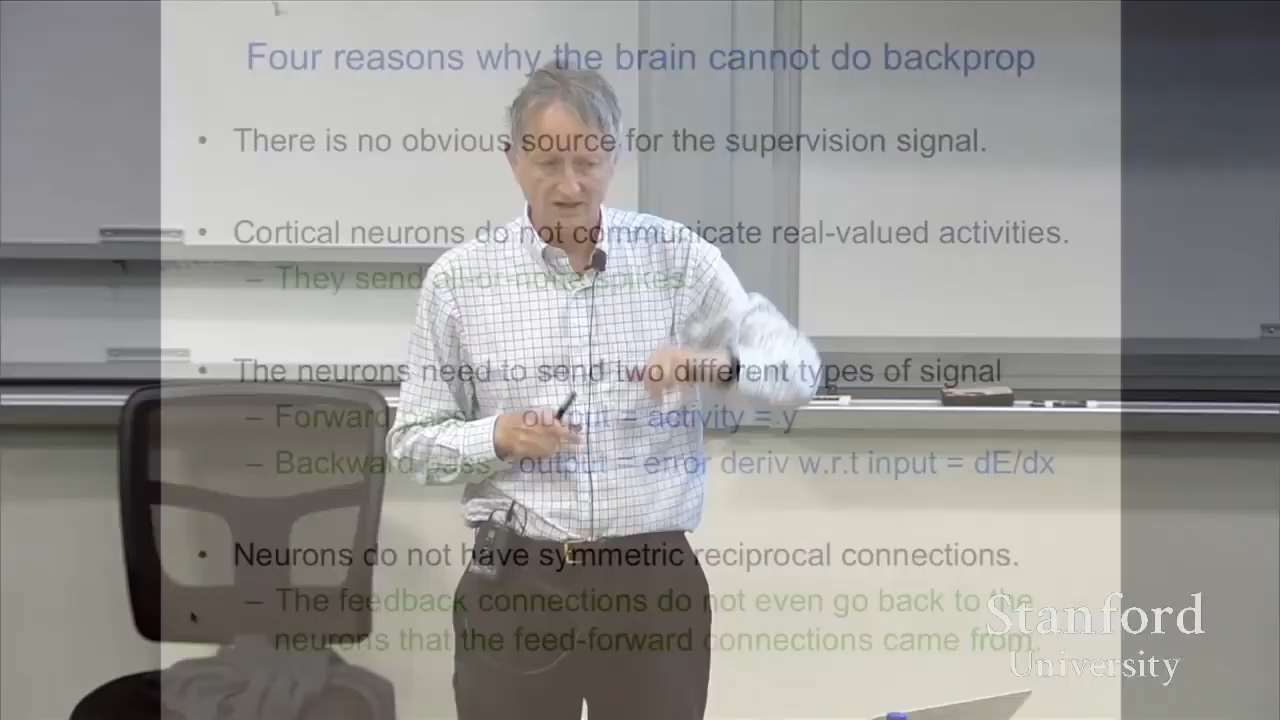 Four reasons why the brain cannot do backprop
• There is no obvious source for the supervision signal.
• Cortical neurons do not communicate real-valued activities.
– They send all-or-none spikes.
• The neurons need to send two different types of signal
– Forward pass: output = activity = y
– Backward pass: output = error deriv w.r.t input = dE/dx
• Neurons do not have symmetric reciprocal connections.
– The feedback connections do not even go back to the
neurons that the feed-forward connections came from.
Stanford
University